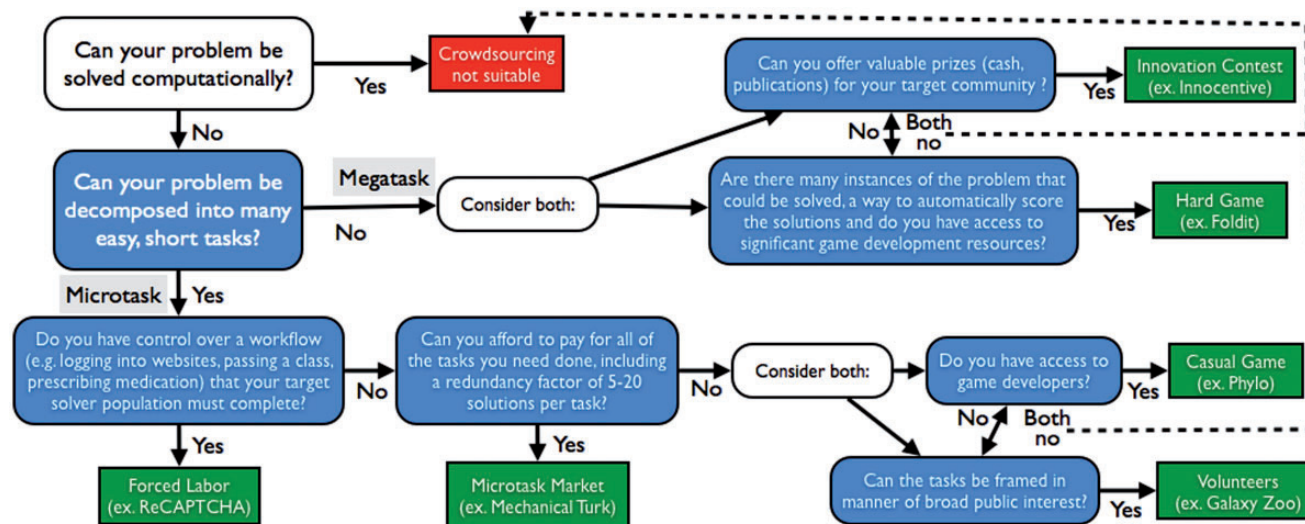 Can your problem be
solved computationally?
Yes
Crowdsourcing
not suitable
No
Can your problem be
decomposed into many
easy, short tasks?
Megatask
No
Consider both:
Can you offer valuable prizes (cash,
publications) for your target community ?
Yes
Innovation Contest
(ex. Innocentive)
No
Both
no
Are there many instances of the problem that
could be solved, a way to automatically score
the solutions and do you have access to
significant game development resources?
Yes
Hard Game
(ex. Foldit)
Microtask
Yes
Do you have control over a workflow
(e.g. logging into websites, passing a class,
prescribing medication) that your target
solver population must complete?
No
Yes
Forced Labor
(ex. ReCAPTCHA)
Can you afford to pay for all of
the tasks you need done, including
a redundancy factor of 5-20
solutions per task?
No
Yes
Microtask Market
(ex. Mechanical Turk)
Consider both:
Do you have access to
game developers?
Yes
Casual Game
(ex. Phylo)
No
Both
no
Can the tasks be framed in
manner of broad public interest?
Yes
Volunteers
(ex. Galaxy Zoo)